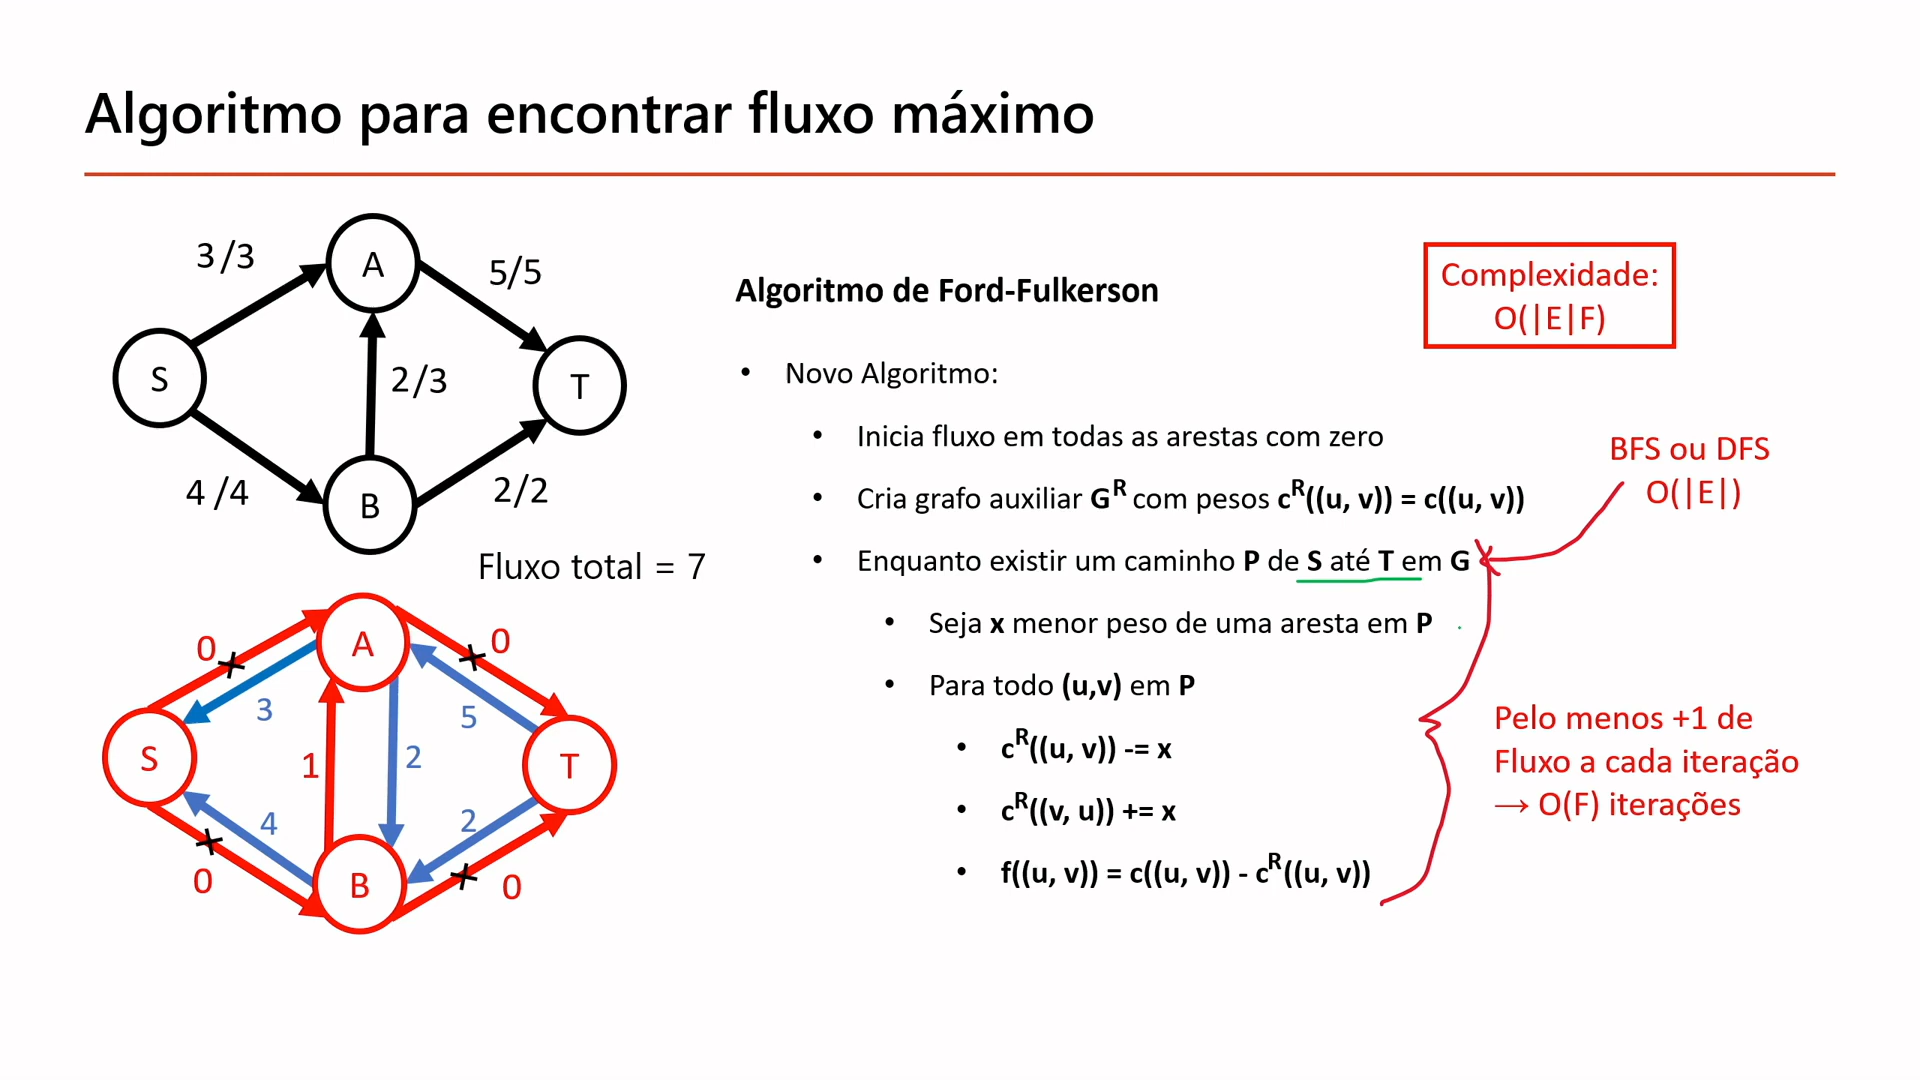 Algoritmo para encontrar fluxo máximo
3/3
A
5/5
S
2/3
T
4/4
B
2/2
Fluxo total = 7
0
A
0
3
5
S
1
2
T
4
2
0
B
0
Algoritmo de Ford-Fulkerson
• Novo Algoritmo:
• Inicia fluxo em todas as arestas com zero
• Cria grafo auxiliar G^R com pesos c^R((u, v)) = c((u, v))
• Enquanto existir um caminho P de S até T em G
• Seja x menor peso de uma aresta em P
• Para todo (u,v) em P
• c^R((u, v)) -= x
• c^R((v, u)) += x
• f((u, v)) = c((u, v)) - c^R((u, v))
Complexidade:
O(|E|F)
BFS ou DFS
O(|E|)
Pelo menos +1 de
Fluxo a cada iteração
→ O(F) iterações